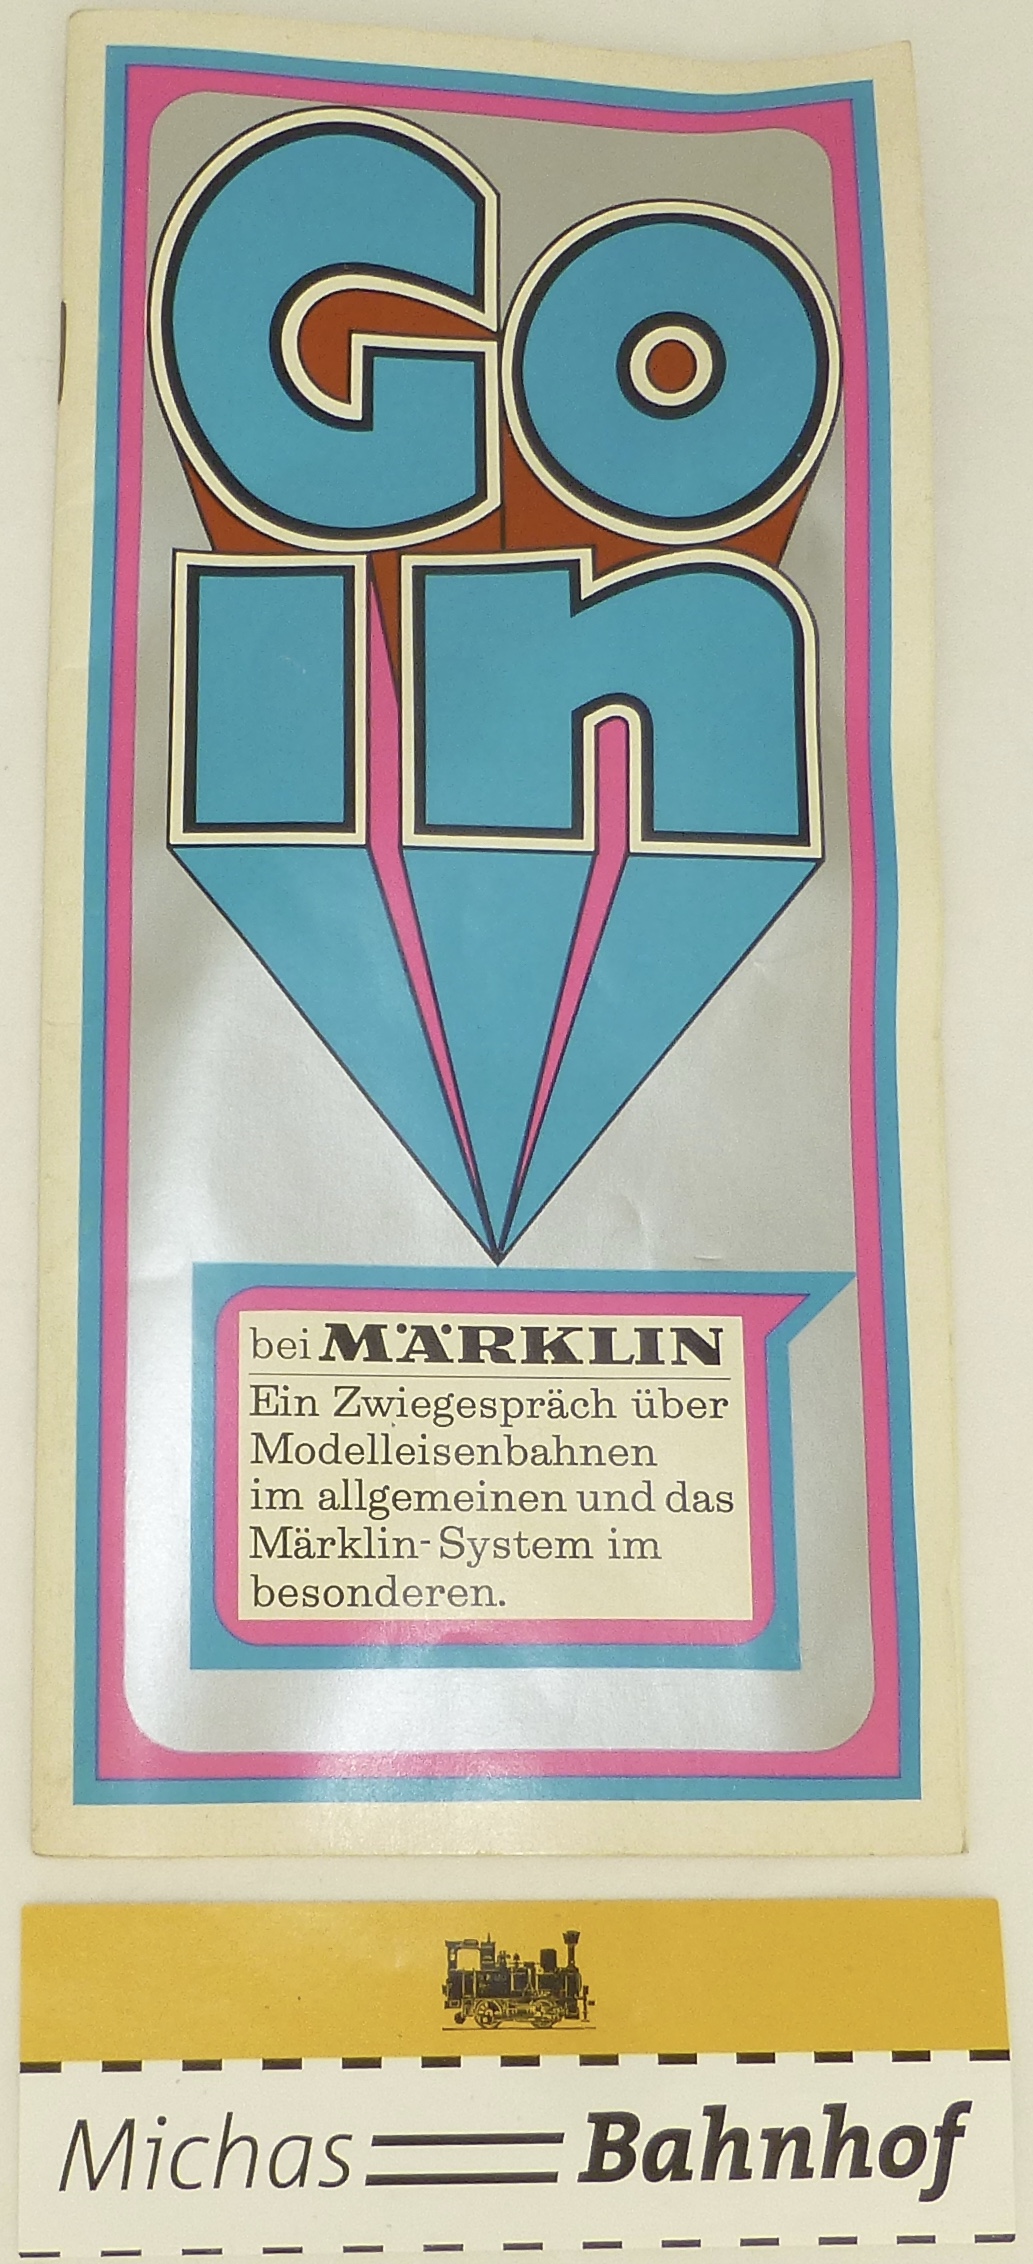 Go
in
bei MÄRKLIN
Ein Zwiegespräch über
Modelleisenbahnen
im allgemeinen und das
Märklin-System im
besonderen.
Michas Bahnhof